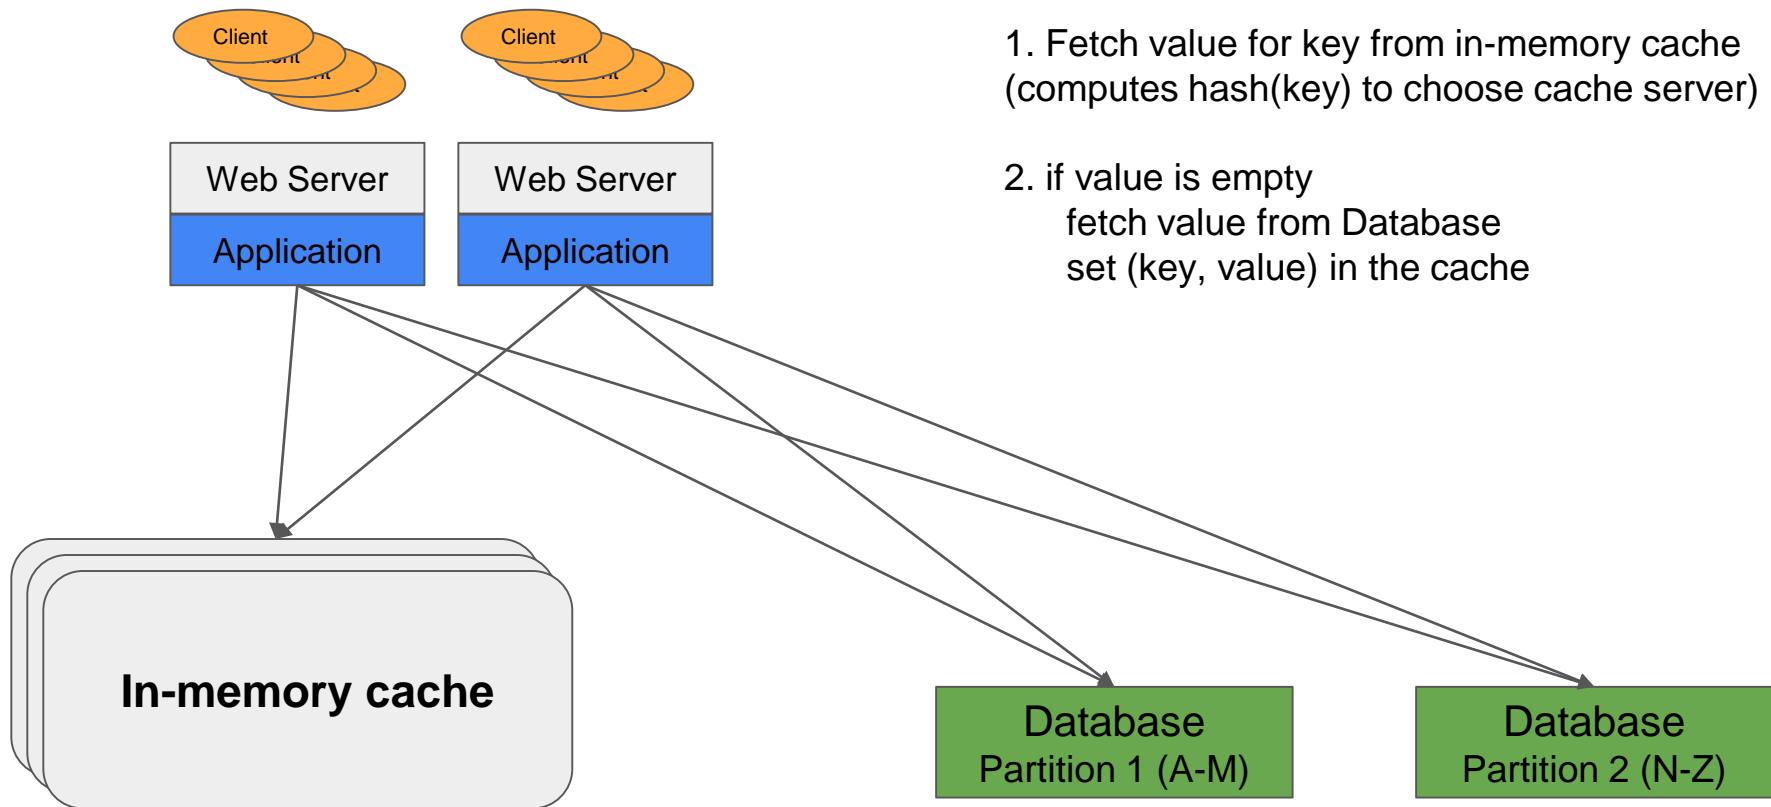 Client
Client
1. Fetch value for key from in-memory cache
(computes hash(key) to choose cache server)
Web Server
Web Server
2. if value is empty
fetch value from Database
set (key, value) in the cache
Application
Application
In-memory cache
Database
Partition 1 (A-M)
Database
Partition 2 (N-Z)